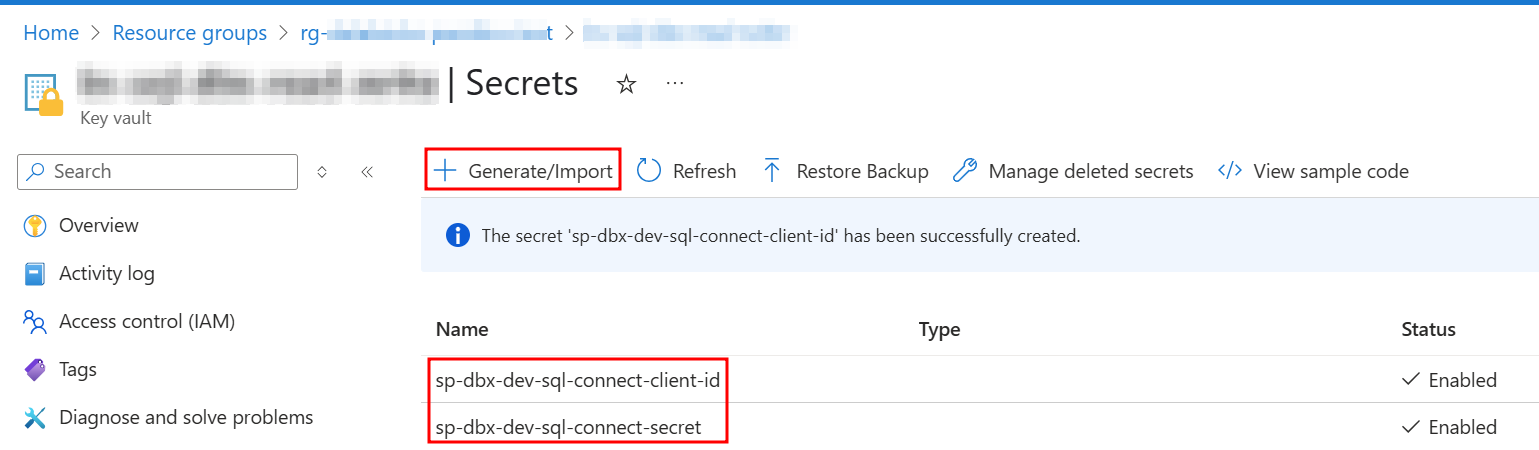 Home > Resource groups > rg-
| Secrets ☆ ...
Key vault
Search
Generate/Import Refresh Restore Backup Manage deleted secrets View sample code
Overview
The secret 'sp-dbx-dev-sql-connect-client-id' has been successfully created.
Activity log
Access control (IAM)
Tags
Diagnose and solve problems
Name Type Status
sp-dbx-dev-sql-connect-client-id Enabled
sp-dbx-dev-sql-connect-secret Enabled